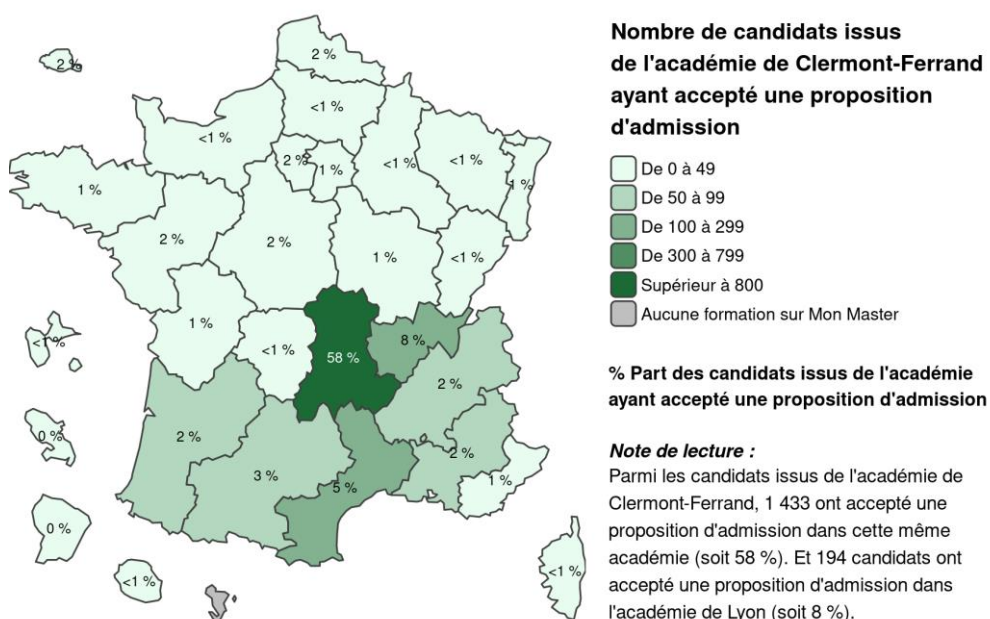 Nombre de candidats issus
de l'académie de Clermont-Ferrand
ayant accepté une proposition
d'admission
De 0 à 49
De 50 à 99
De 100 à 299
De 300 à 799
Supérieur à 800
Aucune formation sur Mon Master
% Part des candidats issus de l'académie
ayant accepté une proposition d'admission
Note de lecture :
Parmi les candidats issus de l'académie de
Clermont-Ferrand, 1 433 ont accepté une
proposition d'admission dans cette même
académie (soit 58 %). Et 194 candidats ont
accepté une proposition d'admission dans
l'académie de Lyon (soit 8 %).
2 %
2 %
<1 %
<1 %
2 %
1 %
<1 %
<1 %
1 %
1 %
2 %
2 %
1 %
<1 %
1 %
<1 %
58 %
8 %
2 %
<1 %
2 %
3 %
5 %
2 %
1 %
0 %
0 %
<1 %
<1 %